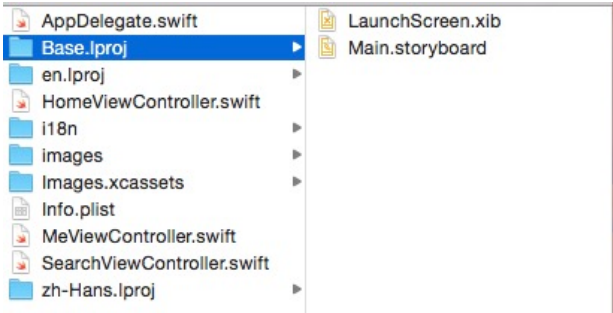 AppDelegate.swift
Base.lproj
en.lproj
HomeViewController.swift
i18n
images
Images.xcassets
Info.plist
MeViewController.swift
SearchViewController.swift
zh-Hans.lproj
LaunchScreen.xib
Main.storyboard